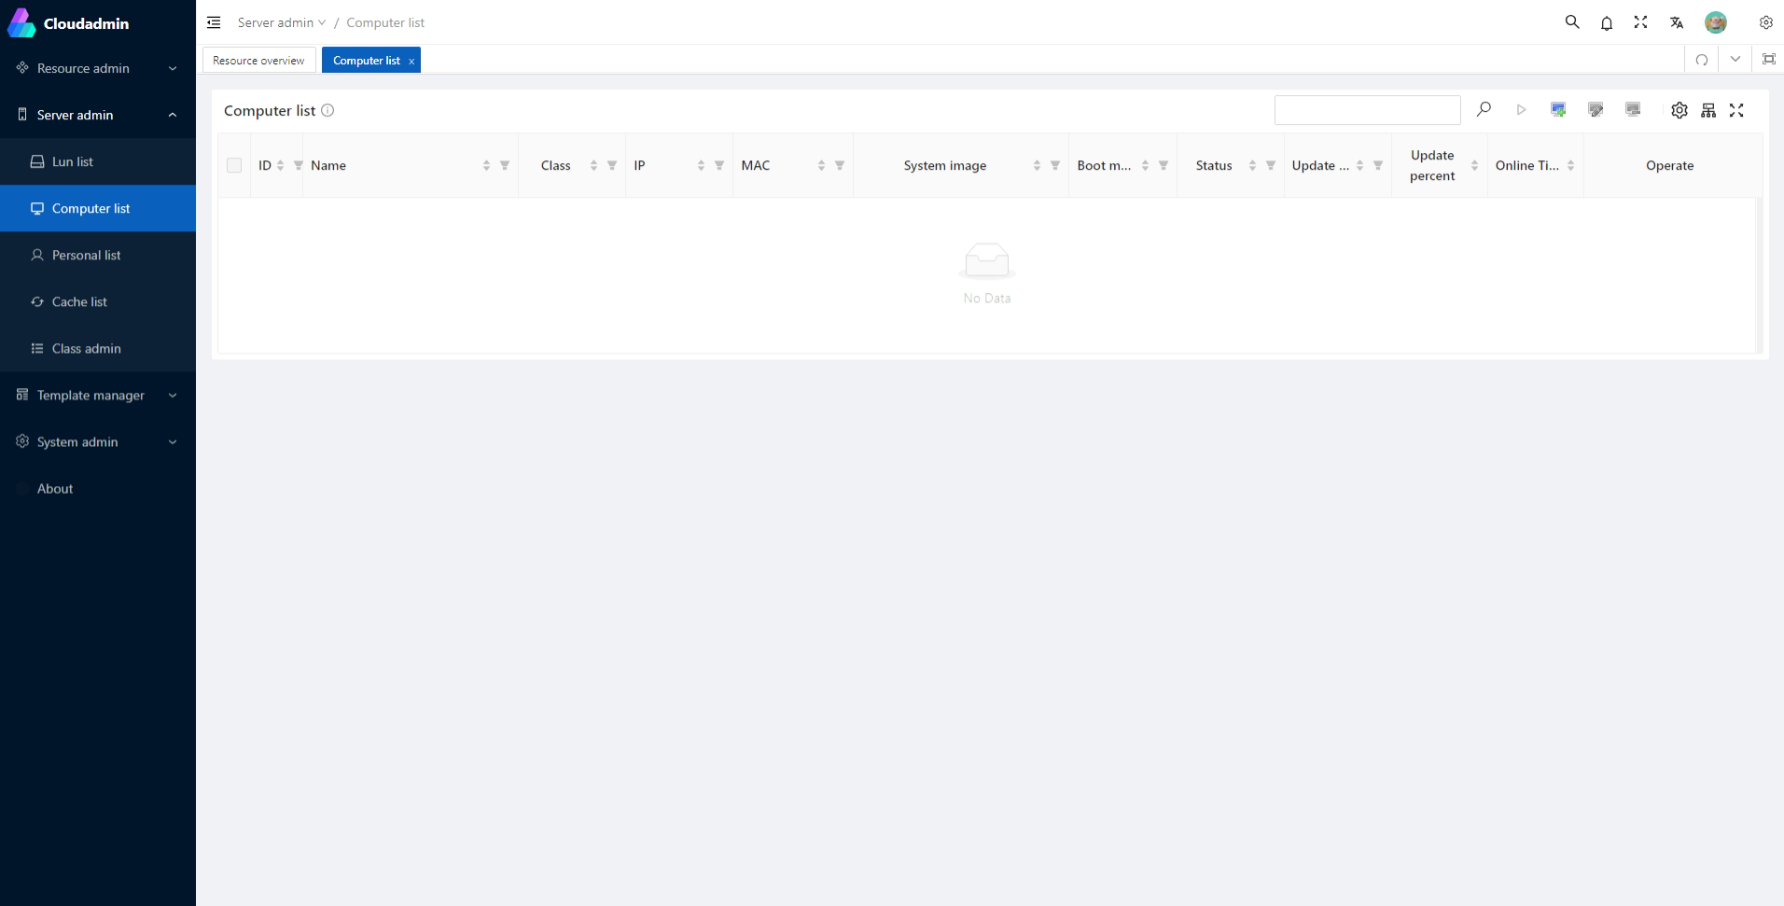 Cloudadmin
Server admin / Computer list
Resource overview
Computer list x
Resource admin
Server admin
Lun list
Computer list
Personal list
Cache list
Class admin
Template manager
System admin
About
Computer list
ID
Name
Class
IP
MAC
System image
Boot m...
Status
Update ...
Update
percent
Online Ti...
Operate
No Data